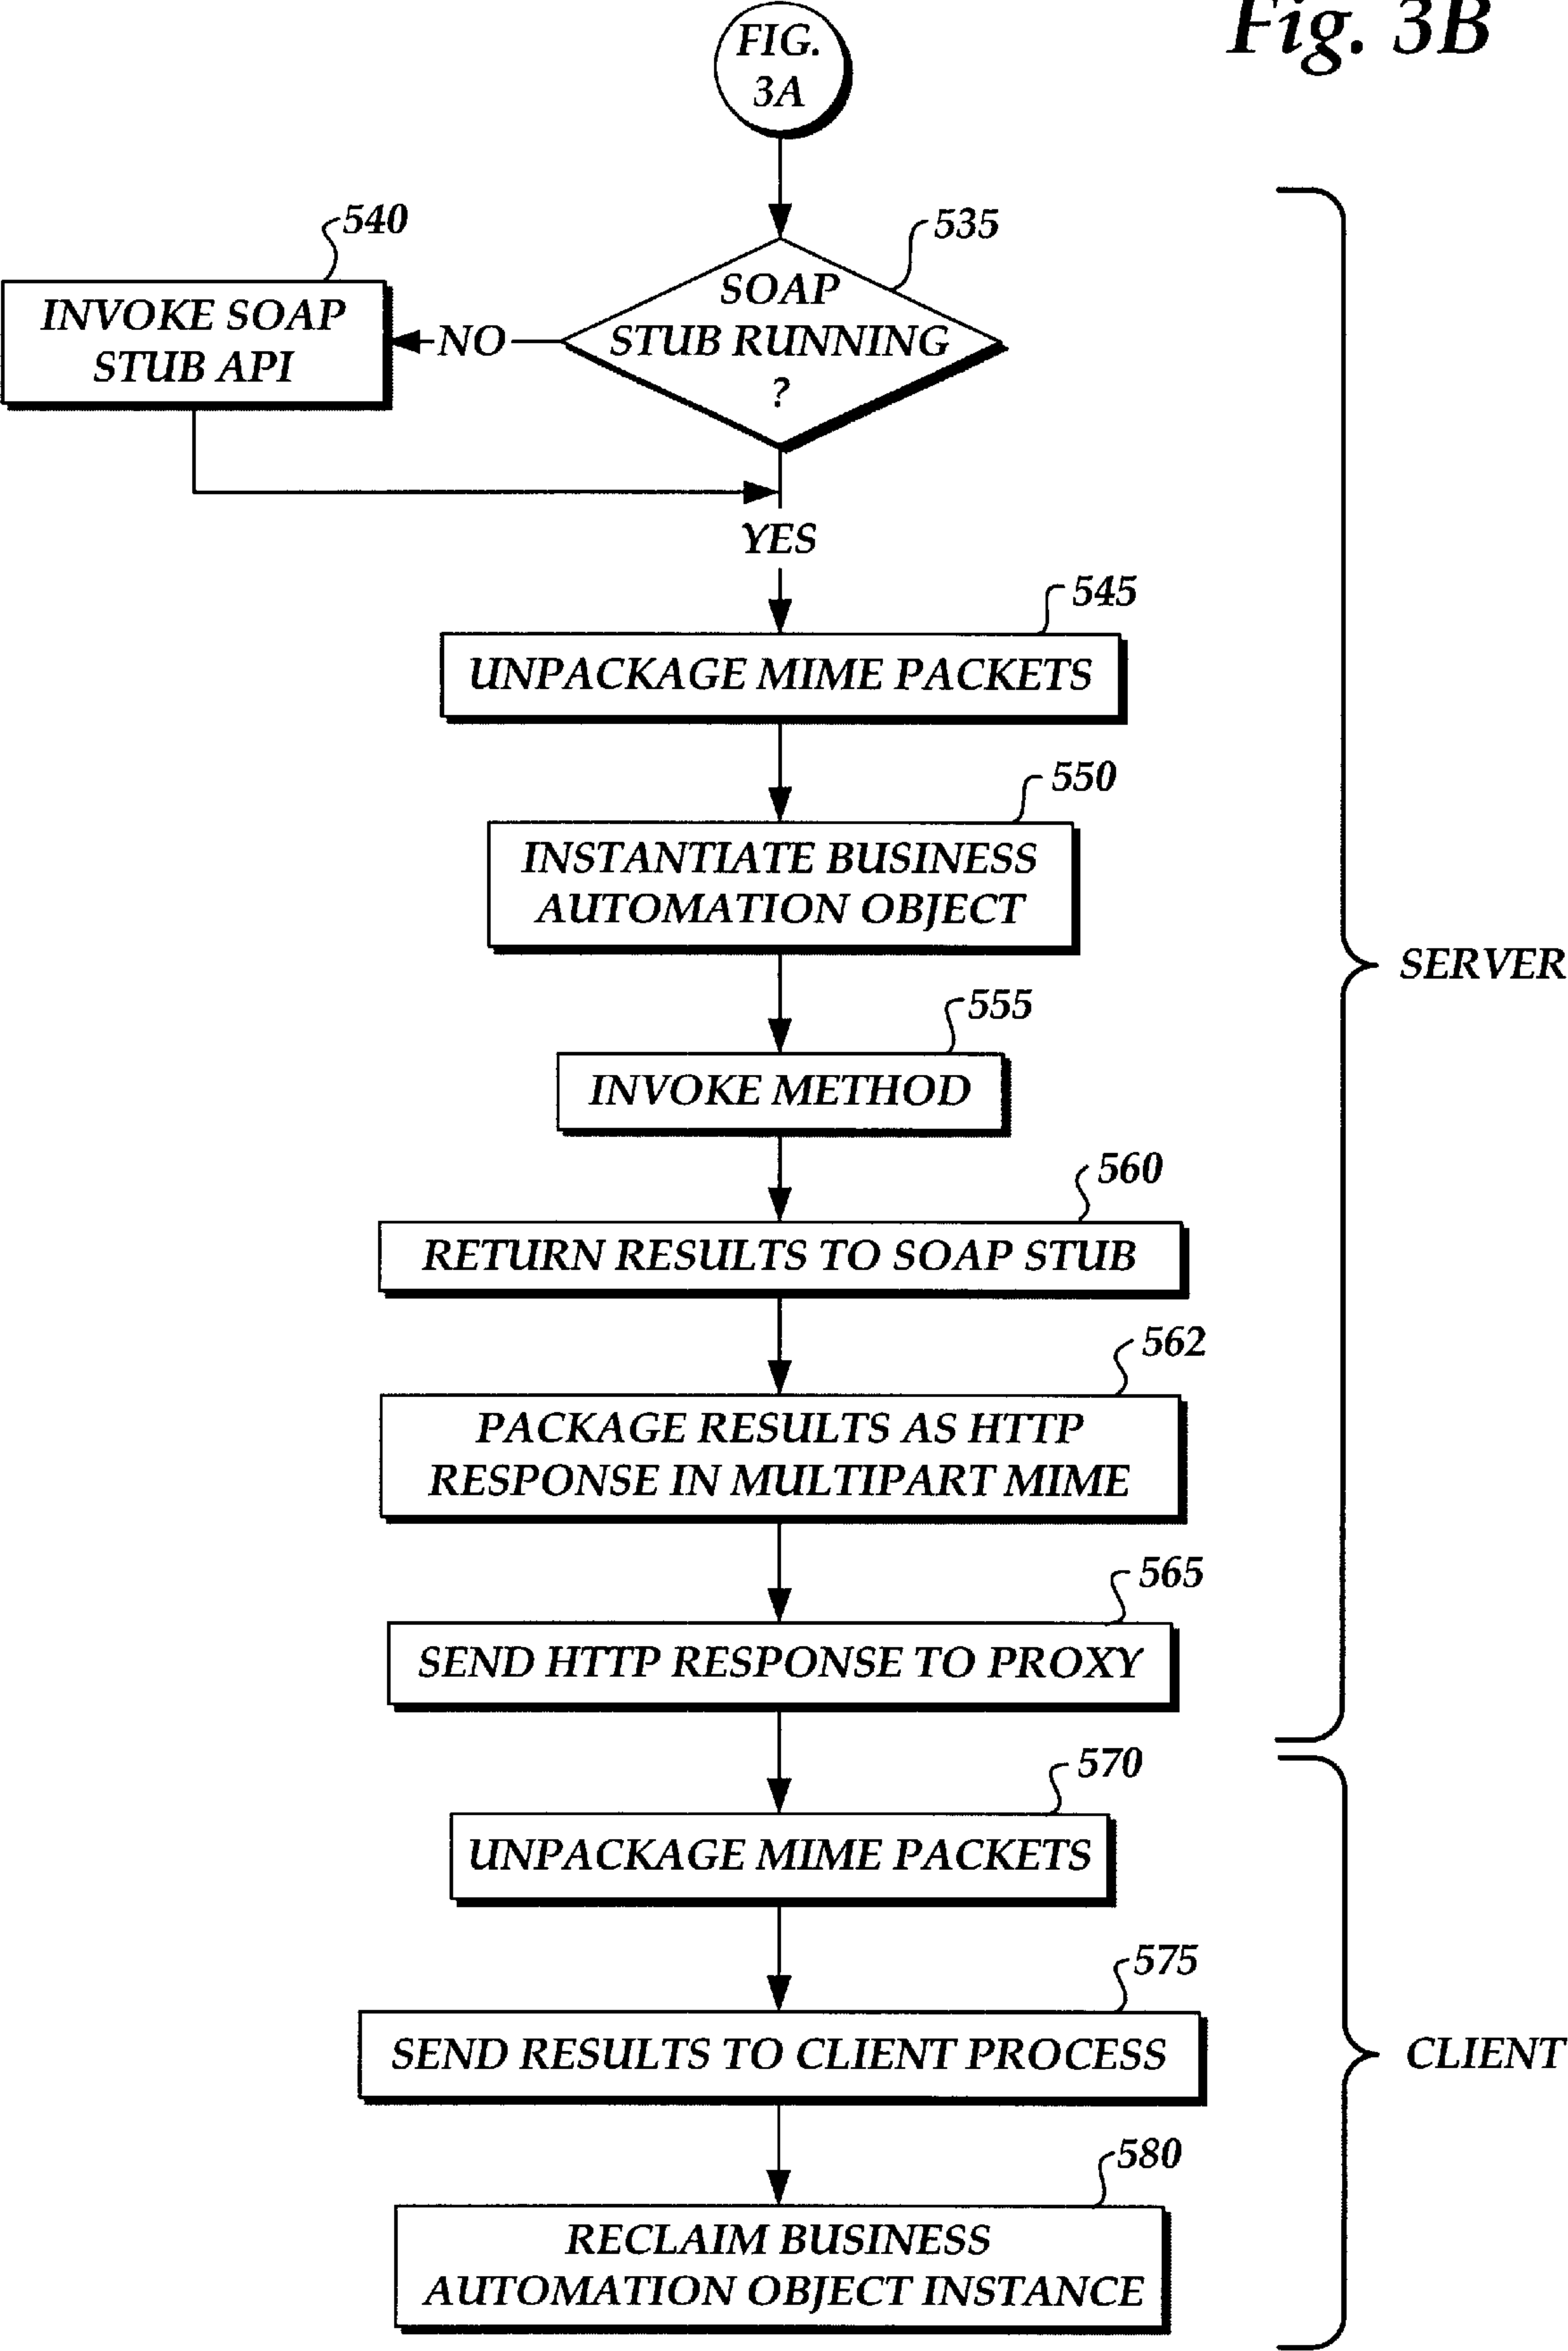 Fig. 3B
FIG.
3A
540
535
INVOKE SOAP
STUB API
NO
SOAP
STUB RUNNING
?
YES
545
UNPACKAGE MIME PACKETS
550
INSTANTIATE BUSINESS
AUTOMATION OBJECT
SERVER
555
INVOKE METHOD
560
RETURN RESULTS TO SOAP STUB
562
PACKAGE RESULTS AS HTTP
RESPONSE IN MULTIPART MIME
565
SEND HTTP RESPONSE TO PROXY
570
UNPACKAGE MIME PACKETS
575
SEND RESULTS TO CLIENT PROCESS
CLIENT
580
RECLAIM BUSINESS
AUTOMATION OBJECT INSTANCE